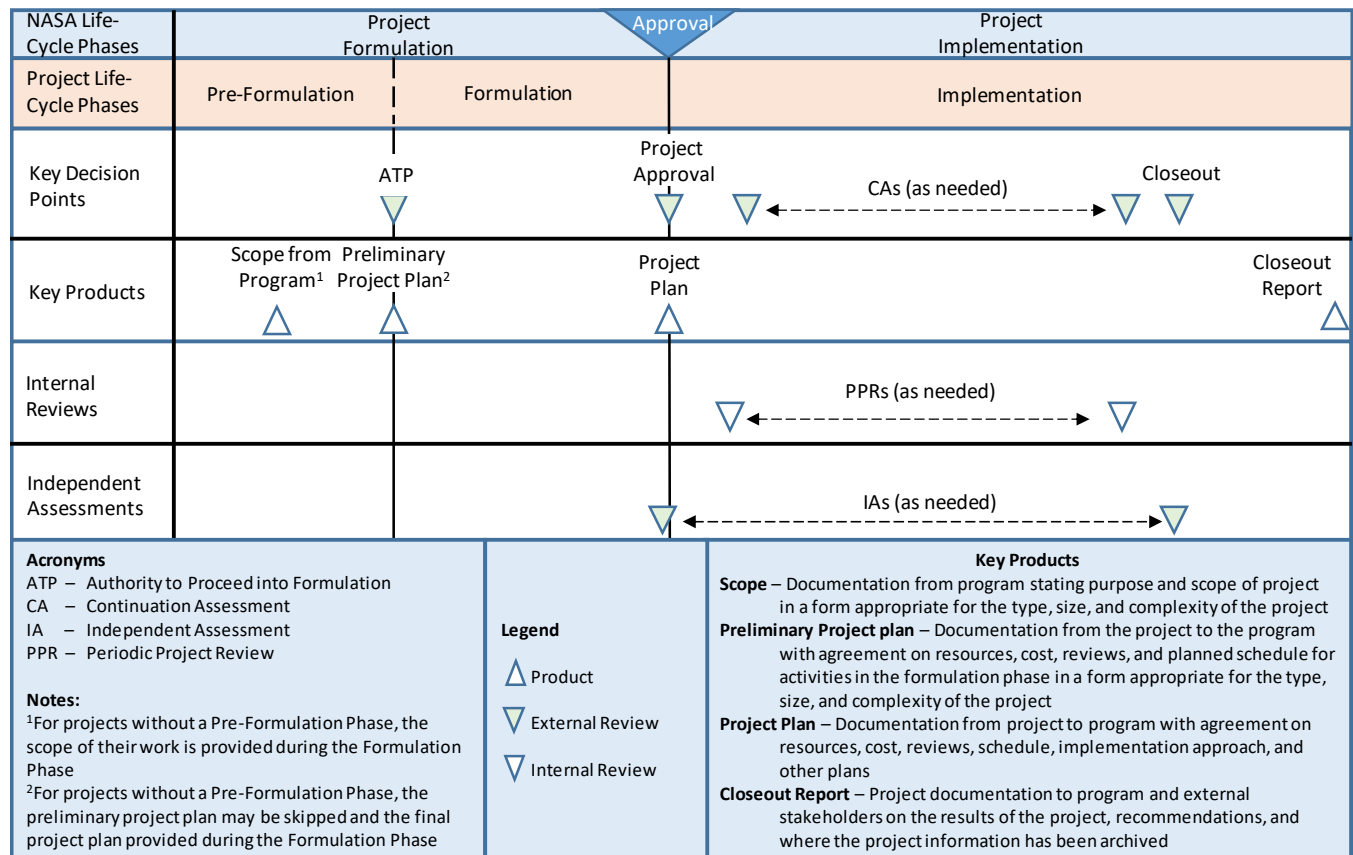 NASA Life-
Cycle Phases
Project
Formulation
Approval
Project
Implementation
Project Life-
Cycle Phases
Pre-Formulation
Formulation
Implementation
Key Decision
Points
ATP
Project
Approval
CAs (as needed)
Closeout
Key Products
Scope from
Program1
Preliminary
Project Plan2
Project
Plan
Closeout
Report
Internal
Reviews
PPRs (as needed)
Independent
Assessments
IAs (as needed)
Acronyms
ATP – Authority to Proceed into Formulation
CA – Continuation Assessment
IA – Independent Assessment
PPR – Periodic Project Review
Notes:
1For projects without a Pre-Formulation Phase, the
scope of their work is provided during the Formulation
Phase
2For projects without a Pre-Formulation Phase, the
preliminary project plan may be skipped and the final
project plan provided during the Formulation Phase
Legend
Product
External Review
Internal Review
Key Products
Scope – Documentation from program stating purpose and scope of project
in a form appropriate for the type, size, and complexity of the project
Preliminary Project plan – Documentation from the project to the program
with agreement on resources, cost, reviews, and planned schedule for
activities in the formulation phase in a form appropriate for the type,
size, and complexity of the project
Project Plan – Documentation from project to program with agreement on
resources, cost, reviews, schedule, implementation approach, and
other plans
Closeout Report – Project documentation to program and external
stakeholders on the results of the project, recommendations, and
where the project information has been archived